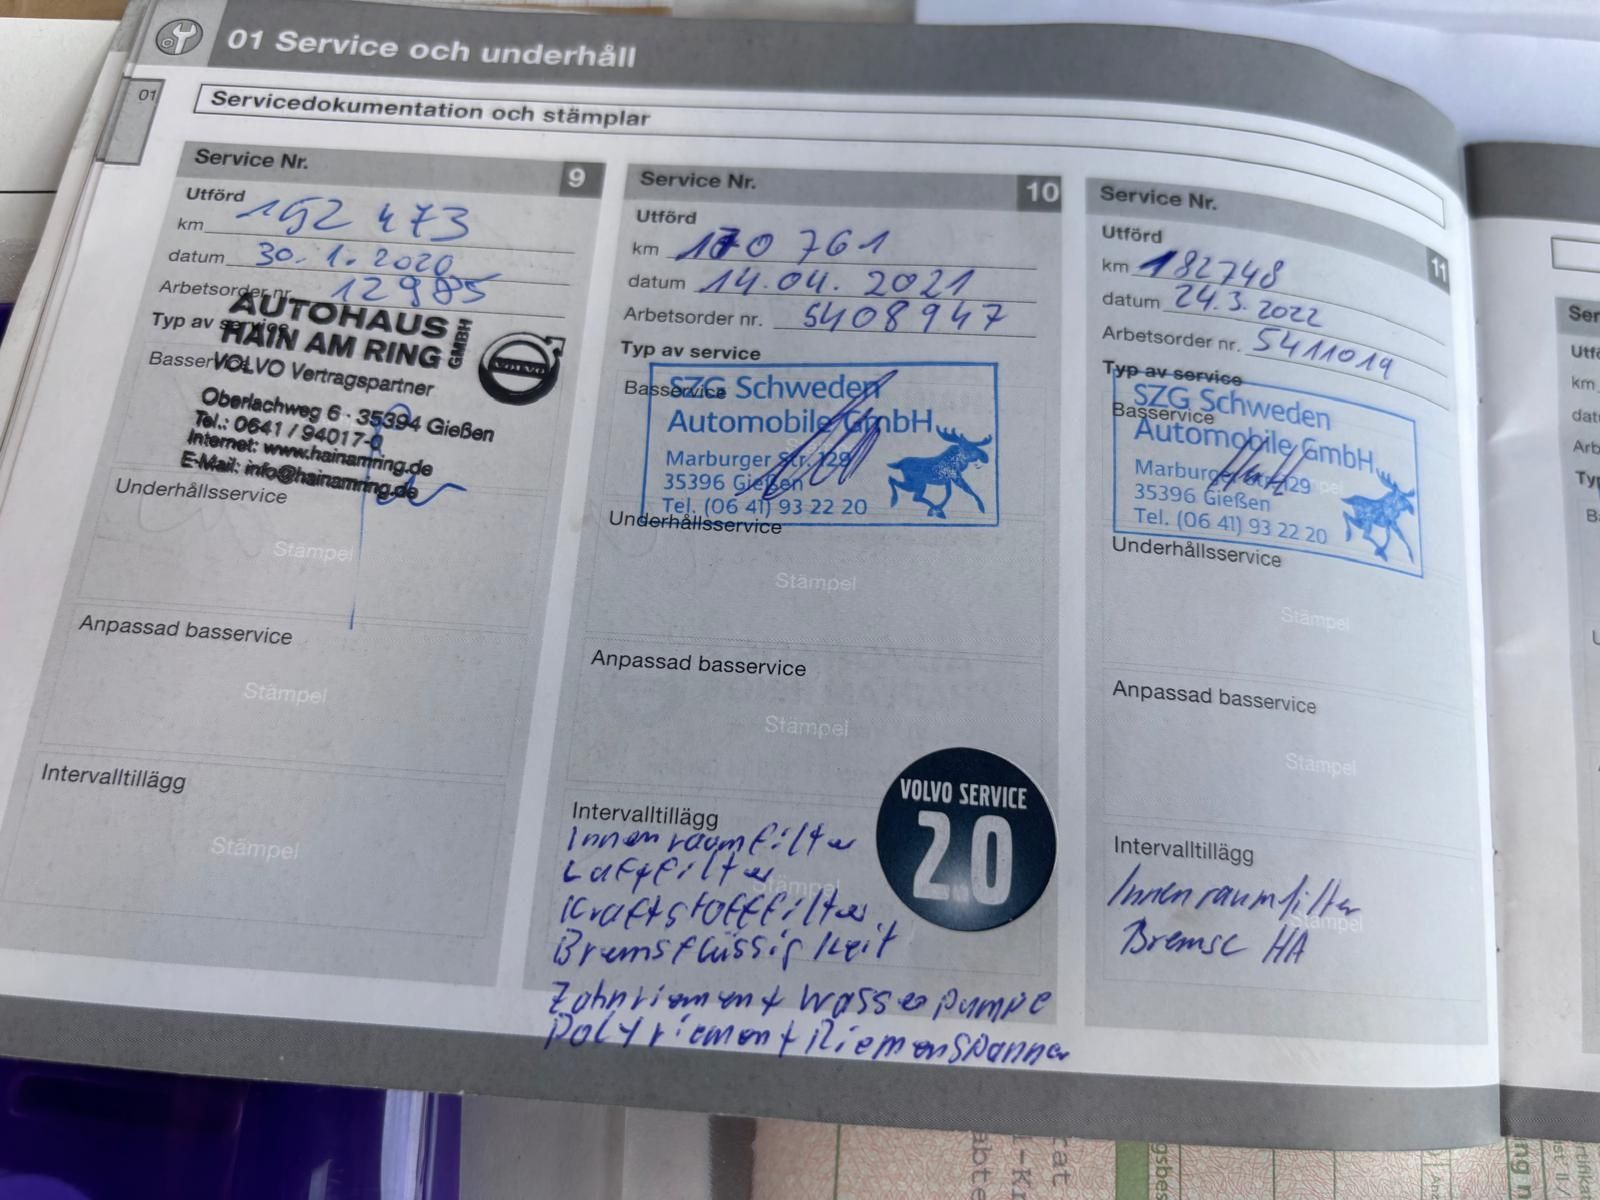 01 Service och underhåll
01
Servicedokumentation och stämplar
Service Nr. 9
Utförd
km 152 473
datum 30. 1. 2020
Arbetsorder nr. 12985
Typ av service
Basservice
AUTOHAUS
HAIN AM RING GMBH
VOLVO
VOLVO Vertragspartner
Oberlachweg 6 · 35394 Gießen
Tel.: 0641 / 94017-0
Internet: www.hainamring.de
E-Mail: info@hainamring.de
Underhållsservice
Stämpel
Anpassad basservice
Stämpel
Intervalltillägg
Stämpel
Service Nr. 10
Utförd
km 170 761
datum 14.04. 2021
Arbetsorder nr. 5408947
Typ av service
Basservice
SZG Schweden
Automobile GmbH
Marburger Str. 129
35396 Gießen
Tel. (06 41) 93 22 20
Underhållsservice
Stämpel
Anpassad basservice
Stämpel
Intervalltillägg
Stämpel
Innenraumfilter
Luftfilter
Kraftstofffilter
Bremsflüssigkeit
Zahnriemen + Wasserpumpe
Polyriemen + Riemenspanner
VOLVO SERVICE
2.0
Service Nr. 11
Utförd
km 182748
datum 24.3.2022
Arbetsorder nr. 5411019
Typ av service
Basservice
SZG Schweden
Automobile GmbH
Marburger Str. 129
35396 Gießen
Tel. (06 41) 93 22 20
Underhållsservice
Stämpel
Anpassad basservice
Stämpel
Intervalltillägg
Stämpel
Innenraumfilter
Bremse HA
km